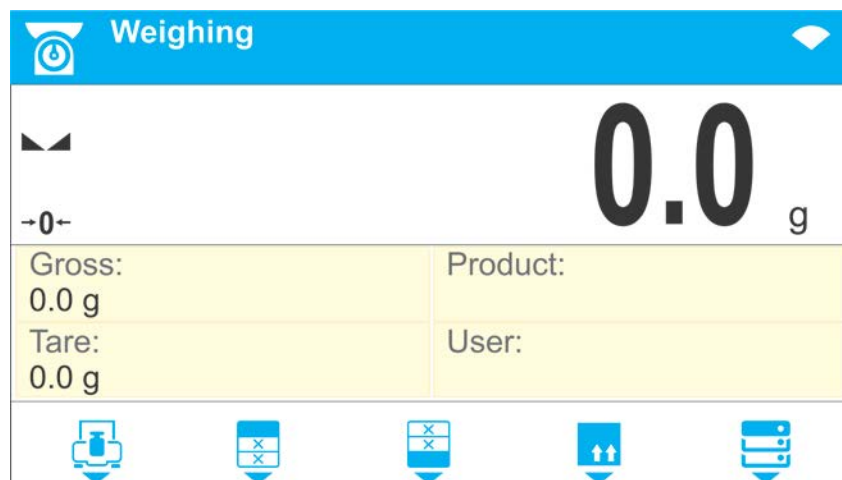 Weighing
0.0 g
→0←
Gross:
0.0 g
Product:
Tare:
0.0 g
User: